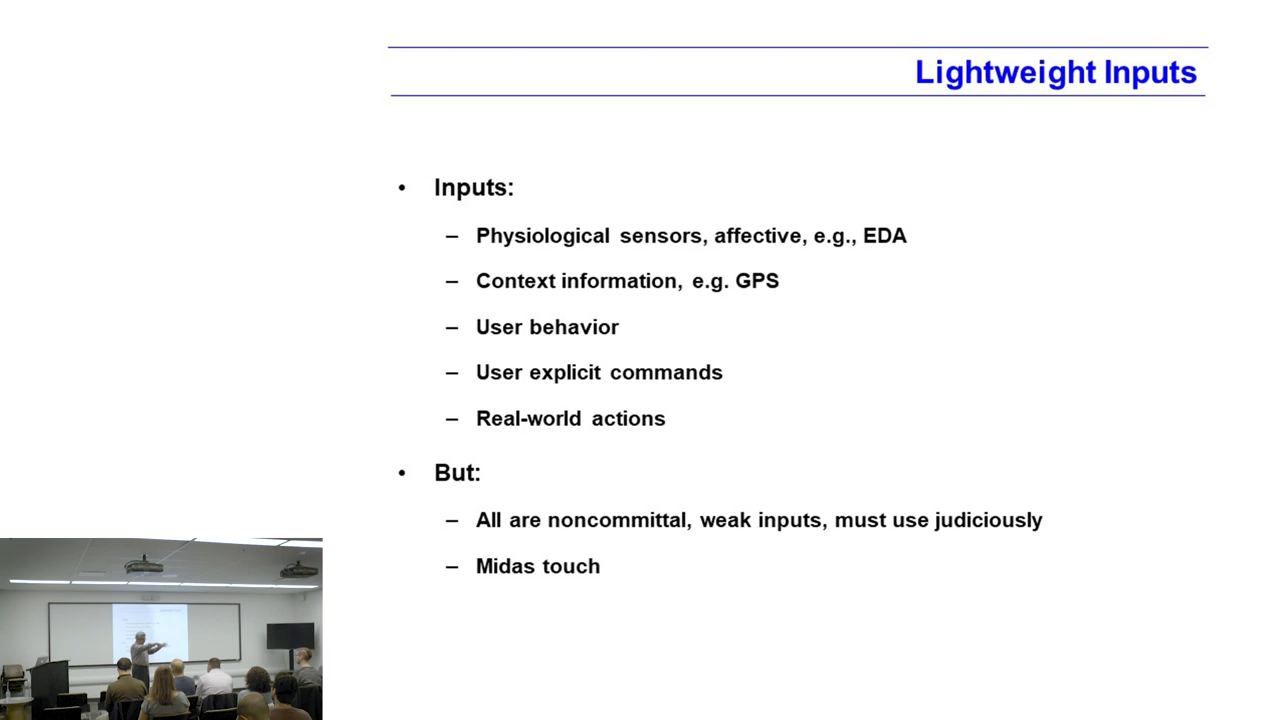 Lightweight Inputs
• Inputs:
– Physiological sensors, affective, e.g., EDA
– Context information, e.g. GPS
– User behavior
– User explicit commands
– Real-world actions
• But:
– All are noncommittal, weak inputs, must use judiciously
– Midas touch